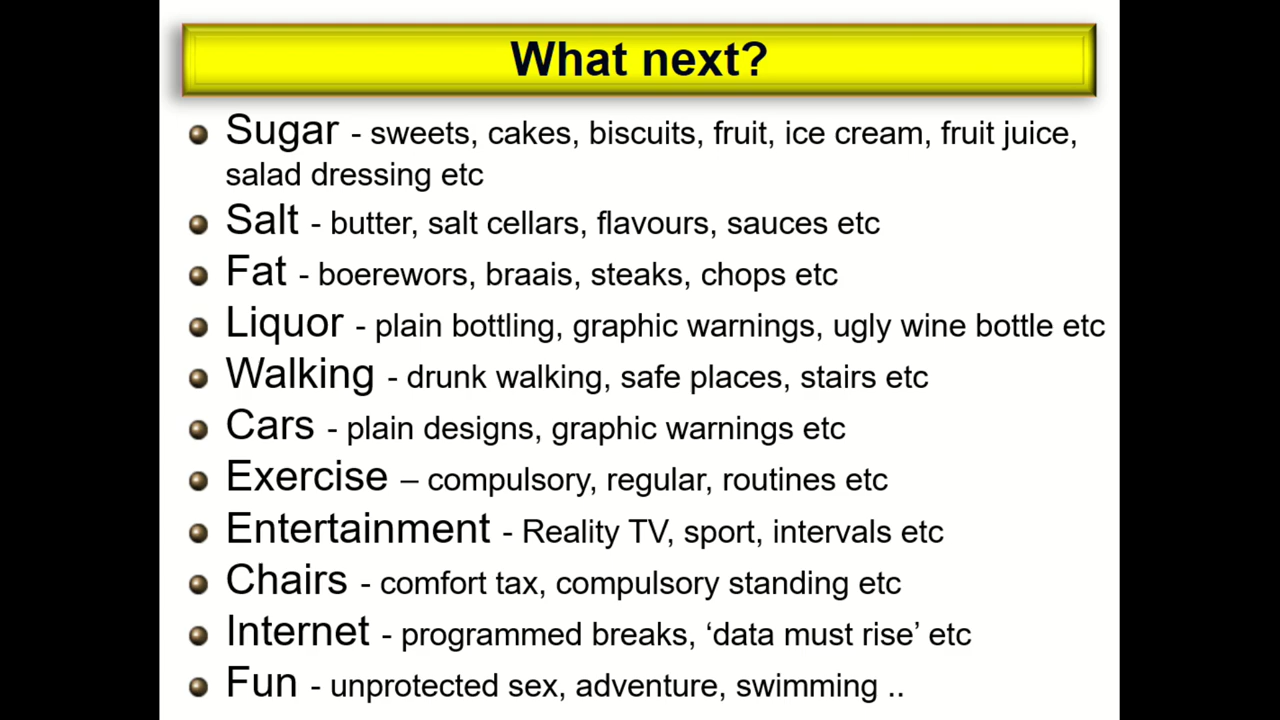 What next?
Sugar - sweets, cakes, biscuits, fruit, ice cream, fruit juice,
salad dressing etc
Salt - butter, salt cellars, flavours, sauces etc
Fat - boerewors, braais, steaks, chops etc
Liquor - plain bottling, graphic warnings, ugly wine bottle etc
Walking - drunk walking, safe places, stairs etc
Cars - plain designs, graphic warnings etc
Exercise – compulsory, regular, routines etc
Entertainment - Reality TV, sport, intervals etc
Chairs - comfort tax, compulsory standing etc
Internet - programmed breaks, ‘data must rise’ etc
Fun - unprotected sex, adventure, swimming ..